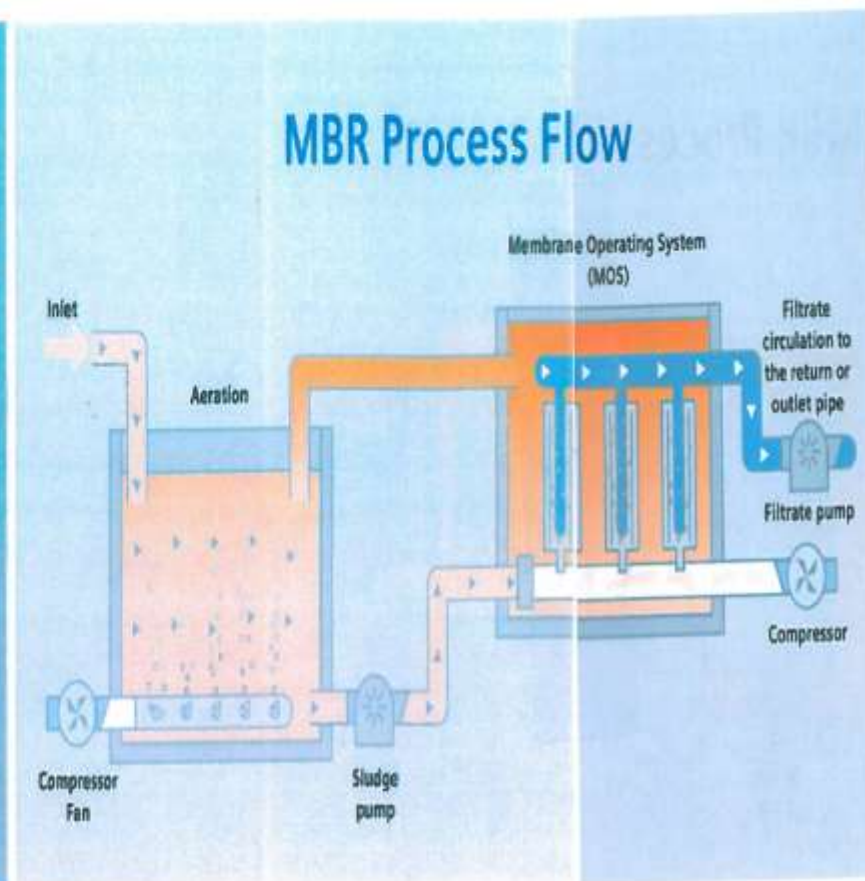 MBR Process Flow
Membrane Operating System
(MOS)
Inlet
Filtrate
circulation to
the return or
outlet pipe
Aeration
Filtrate pump
Compressor
Compressor
Fan
Sludge
pump